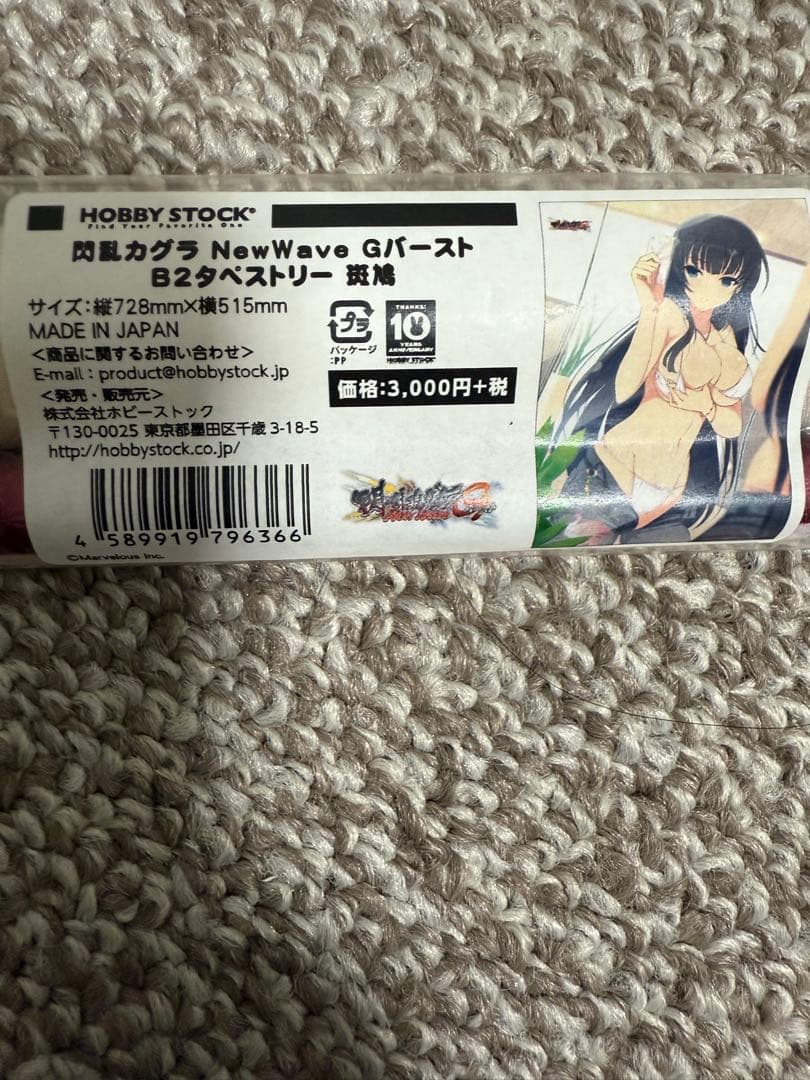 HOBBY STOCK®
Find Your Favorite One
閃乱カグラ NewWave Gバースト
B2タペストリー 斑鳩
サイズ:縦728mm×横515mm
MADE IN JAPAN
<商品に関するお問い合わせ>
E-mail : product@hobbystock.jp
<発売・販売元>
株式会社ホビーストック
〒130-0025 東京都墨田区千歳 3-18-5
http://hobbystock.co.jp/
プラ
パッケージ
:PP
THANKS!
10
YEARS
ANNIVERSARY
HOBBY STOCK
価格:3,000円+税
4 589919 796366
©Marvelous Inc.